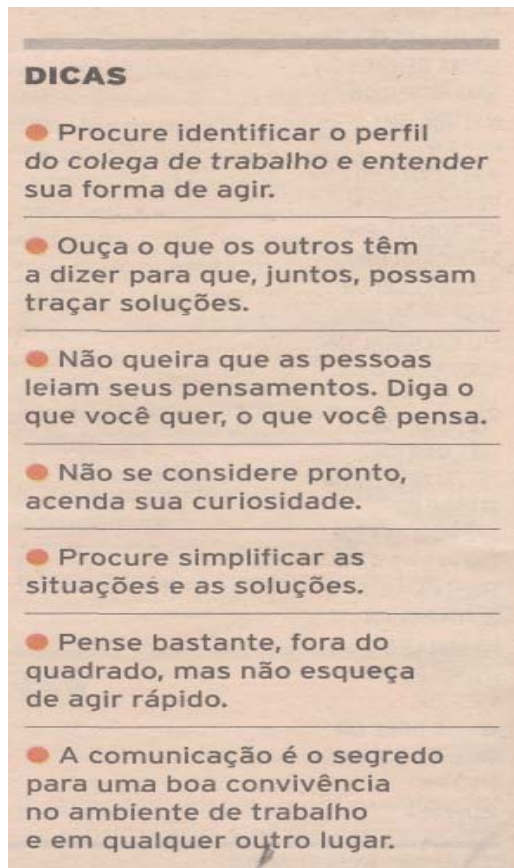 DICAS
● Procure identificar o perfil
do colega de trabalho e entender
sua forma de agir.
● Ouça o que os outros têm
a dizer para que, juntos, possam
traçar soluções.
● Não queira que as pessoas
leiam seus pensamentos. Diga o
que você quer, o que você pensa.
● Não se considere pronto,
acenda sua curiosidade.
● Procure simplificar as
situações e as soluções.
● Pense bastante, fora do
quadrado, mas não esqueça
de agir rápido.
● A comunicação é o segredo
para uma boa convivência
no ambiente de trabalho
e em qualquer outro lugar.